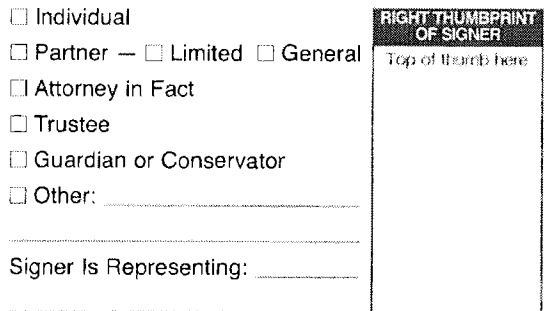 ☐ Individual
☐ Partner — ☐ Limited ☐ General
☐ Attorney in Fact
☐ Trustee
☐ Guardian or Conservator
☐ Other:
Signer Is Representing:
RIGHT THUMBPRINT
OF SIGNER
Top of thumb here